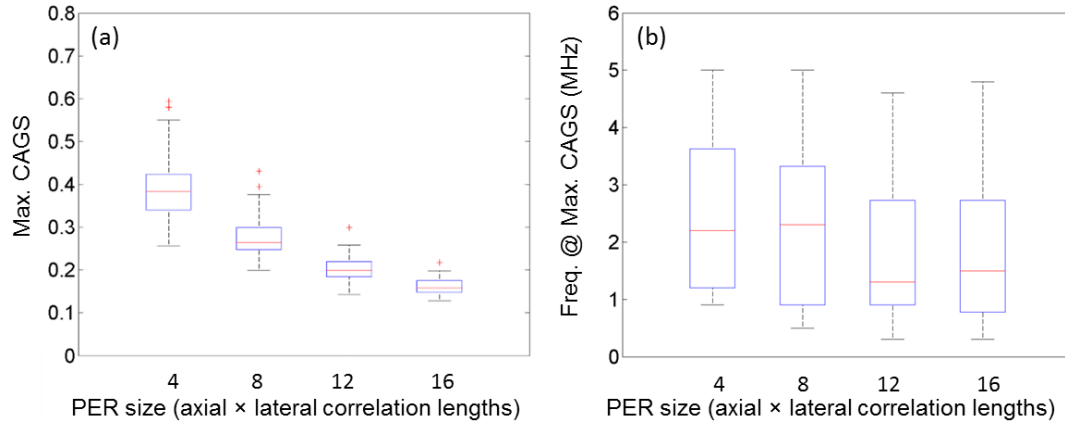 (a)
Max. CAGS
0.8
0.7
0.6
0.5
0.4
0.3
0.2
0.1
0
4 8 12 16
PER size (axial × lateral correlation lengths)
(b)
Freq. @ Max. CAGS (MHz)
6
5
4
3
2
1
0
4 8 12 16
PER size (axial × lateral correlation lengths)